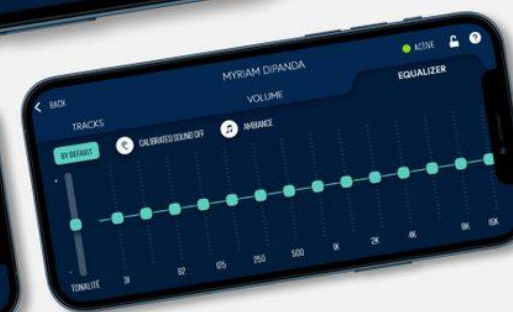 BACK
MYRIAM DIPANDA
ACTIVE
?
TRACKS
VOLUME
EQUALIZER
BY DEFAULT
CALIBRATED SOUND OFF
AMBIANCE
+
-
TONALITÉ
31
62
125
250
500
1K
2K
4K
8K
16K